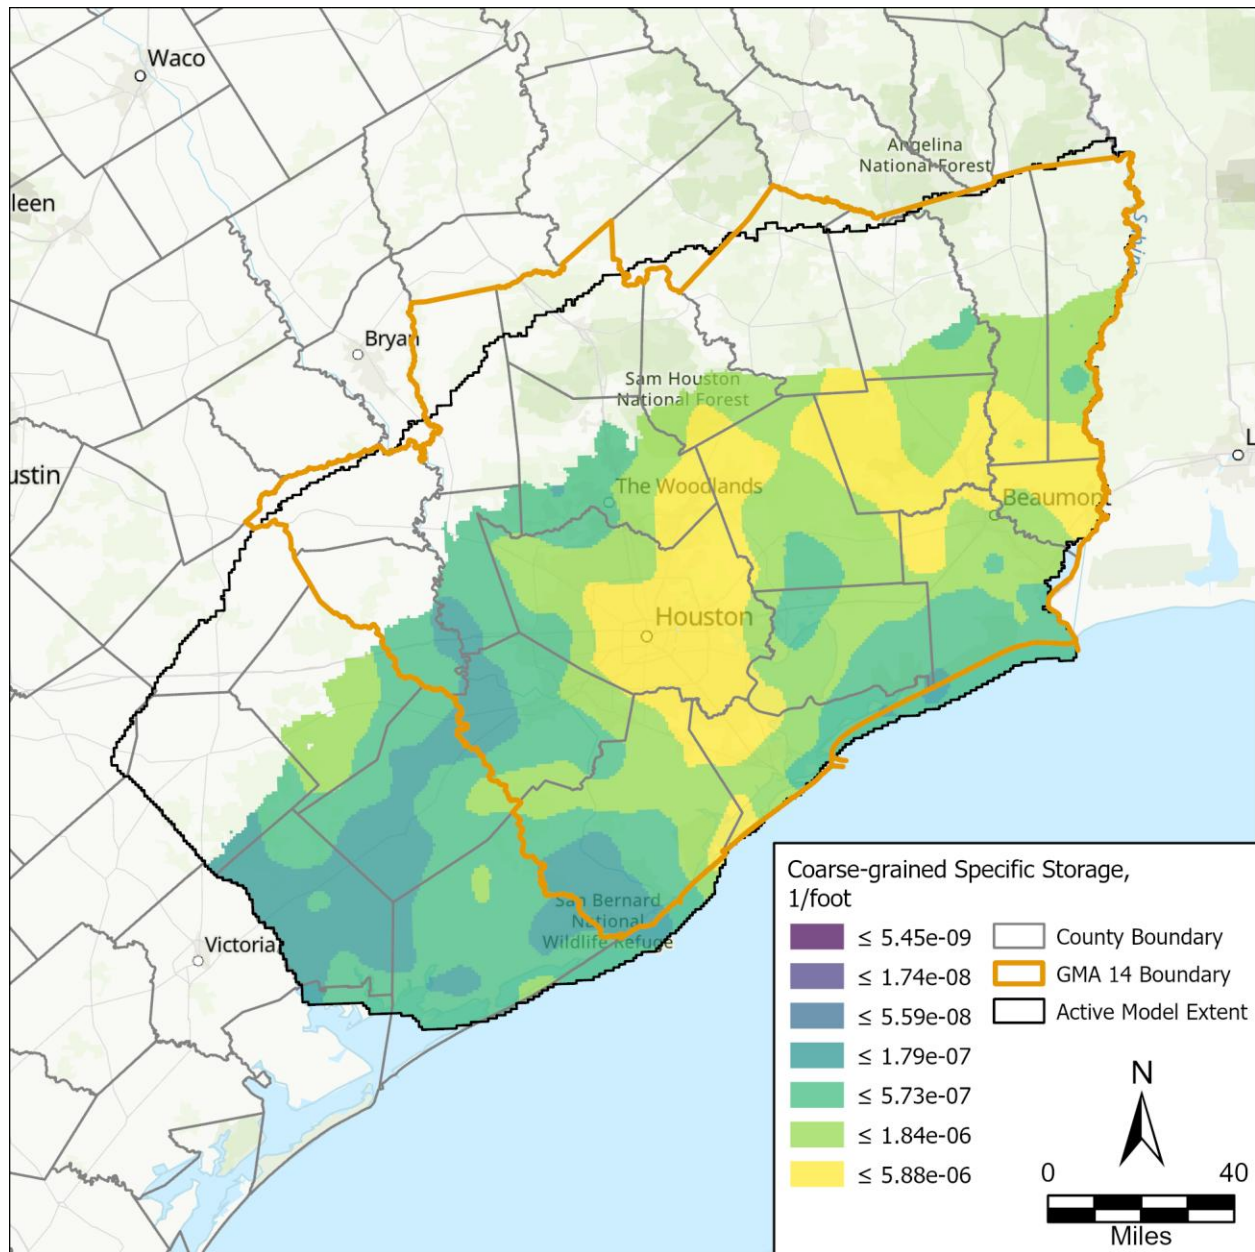 Waco
Angelina
National Forest
leen
Sabine
Bryan
Sam Houston
National Forest
ustin
L
The Woodlands
Beaumon
Houston
San Bernard
National
Wildlife Refuge
Victoria
Coarse-grained Specific Storage,
1/foot
≤ 5.45e-09
≤ 1.74e-08
≤ 5.59e-08
≤ 1.79e-07
≤ 5.73e-07
≤ 1.84e-06
≤ 5.88e-06
County Boundary
GMA 14 Boundary
Active Model Extent
N
0 40
Miles